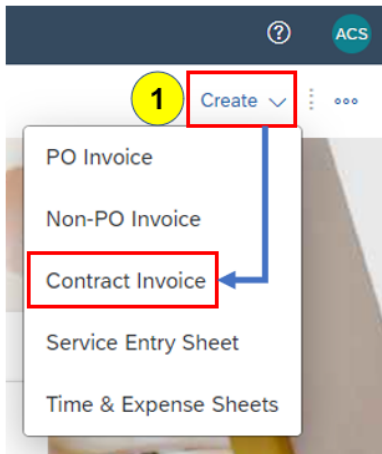 ACS
1
Create
PO Invoice
Non-PO Invoice
Contract Invoice
Service Entry Sheet
Time & Expense Sheets